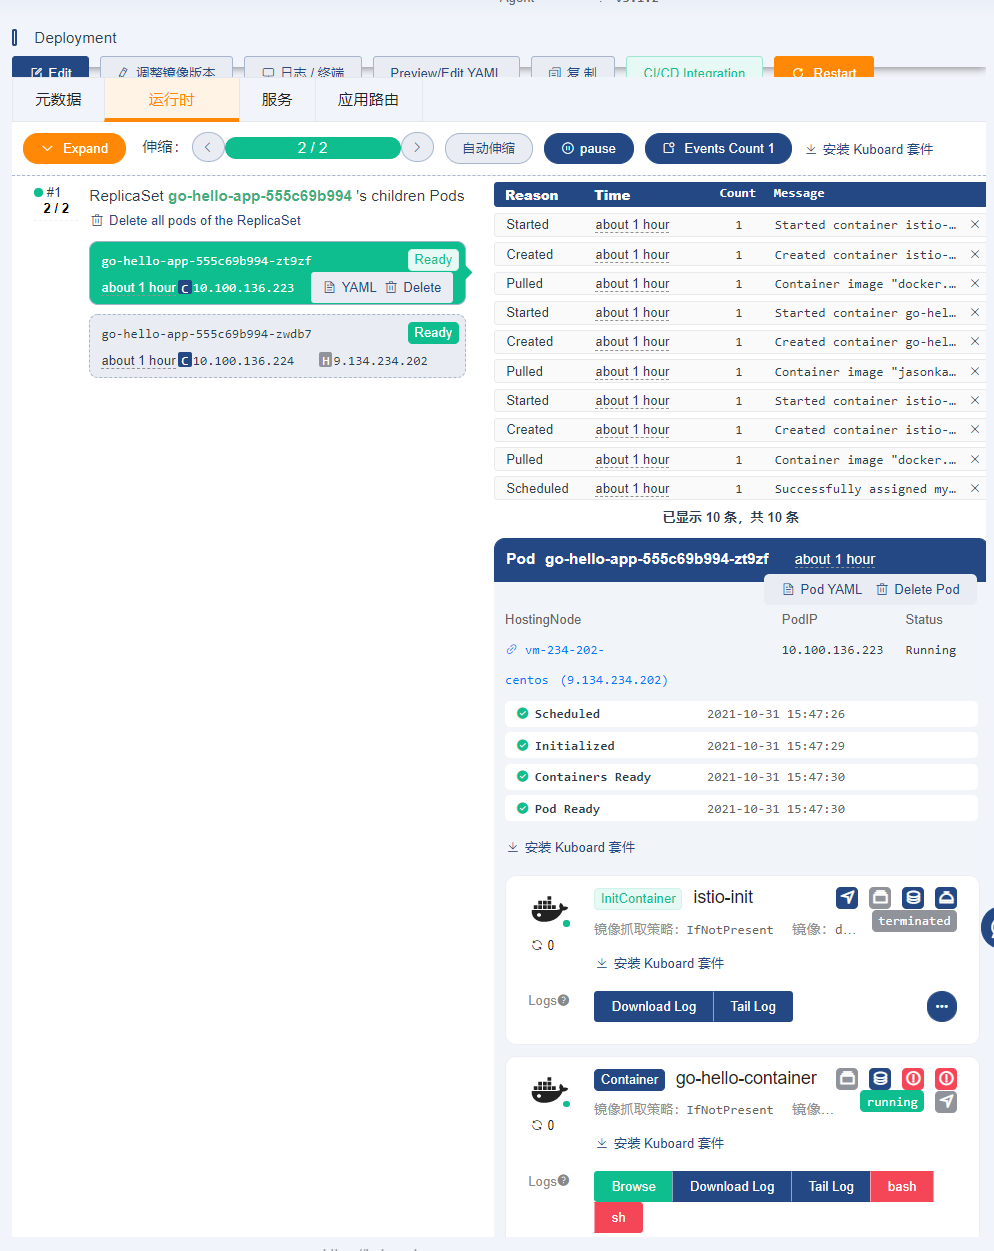 Deployment
Edit 调整镜像版本 日志 / 终端 Preview/Edit YAML 复 制 CI/CD Integration Restart
元数据 运行时 服务 应用路由
Expand 伸缩： 2 / 2 自动伸缩 pause Events Count 1 安装 Kuboard 套件
#1
2 / 2
ReplicaSet go-hello-app-555c69b994 's children Pods
Delete all pods of the ReplicaSet
go-hello-app-555c69b994-zt9zf Ready
about 1 hour C 10.100.136.223 YAML Delete
go-hello-app-555c69b994-zwdb7 Ready
about 1 hour C 10.100.136.224 H 9.134.234.202
Reason Time Count Message
Started about 1 hour 1 Started container istio-…
Created about 1 hour 1 Created container istio-…
Pulled about 1 hour 1 Container image "docker.…
Started about 1 hour 1 Started container go-hel…
Created about 1 hour 1 Created container go-hel…
Pulled about 1 hour 1 Container image "jasonka…
Started about 1 hour 1 Started container istio-…
Created about 1 hour 1 Created container istio-…
Pulled about 1 hour 1 Container image "docker.…
Scheduled about 1 hour 1 Successfully assigned my…
已显示 10 条，共 10 条
Pod go-hello-app-555c69b994-zt9zf about 1 hour
Pod YAML Delete Pod
HostingNode PodIP Status
vm-234-202- 10.100.136.223 Running
centos (9.134.234.202)
Scheduled 2021-10-31 15:47:26
Initialized 2021-10-31 15:47:29
Containers Ready 2021-10-31 15:47:30
Pod Ready 2021-10-31 15:47:30
安装 Kuboard 套件
InitContainer istio-init
terminated
镜像抓取策略：IfNotPresent 镜像：d…
0
安装 Kuboard 套件
Logs Download Log Tail Log
Container go-hello-container
running
镜像抓取策略：IfNotPresent 镜像…
0
安装 Kuboard 套件
Logs Browse Download Log Tail Log bash
sh